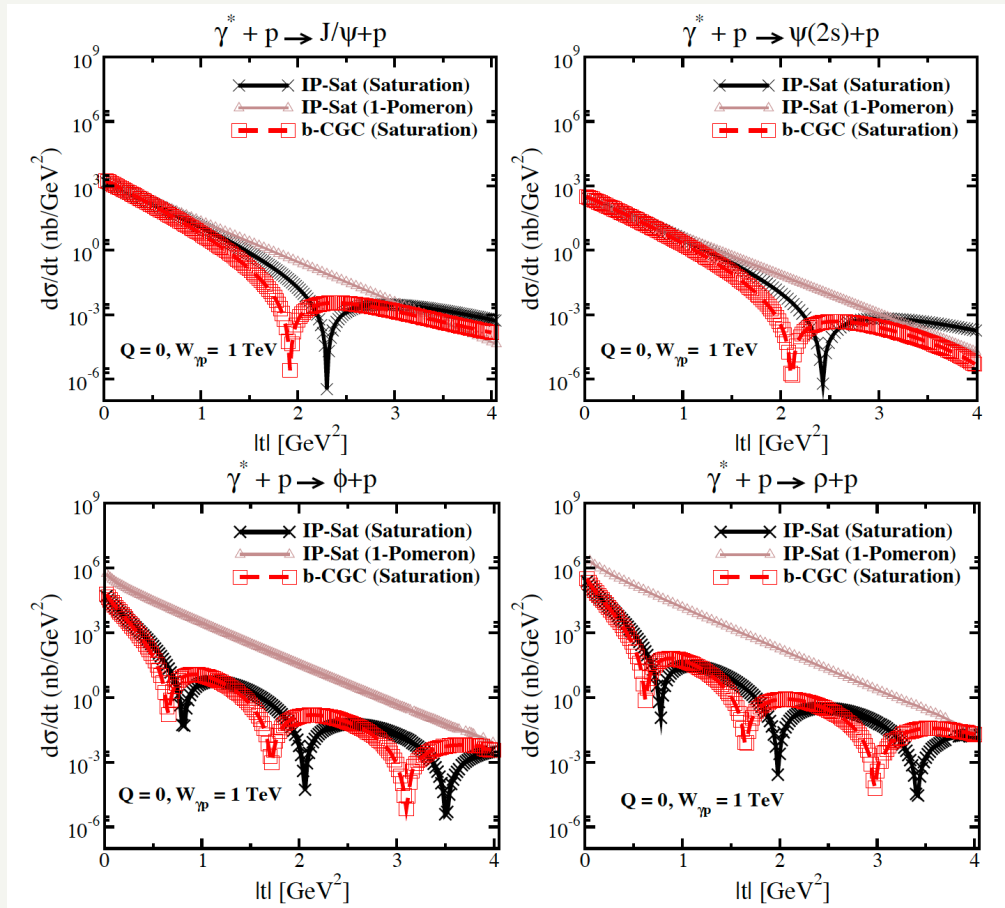 γ* + p → J/ψ+p
10⁹
10⁶
10³
10⁰
10⁻³
10⁻⁶
dσ/dt (nb/GeV²)
IP-Sat (Saturation)
IP-Sat (1-Pomeron)
b-CGC (Saturation)
Q = 0, Wγp = 1 TeV
0 1 2 3 4
|t| [GeV²]
γ* + p → ψ(2s)+p
10⁹
10⁶
10³
10⁰
10⁻³
10⁻⁶
dσ/dt (nb/GeV²)
IP-Sat (Saturation)
IP-Sat (1-Pomeron)
b-CGC (Saturation)
Q = 0, Wγp = 1 TeV
0 1 2 3 4
|t| [GeV²]
γ* + p → ϕ+p
10⁹
10⁶
10³
10⁰
10⁻³
10⁻⁶
dσ/dt (nb/GeV²)
IP-Sat (Saturation)
IP-Sat (1-Pomeron)
b-CGC (Saturation)
Q = 0, Wγp = 1 TeV
0 1 2 3 4
|t| [GeV²]
γ* + p → ρ+p
10⁹
10⁶
10³
10⁰
10⁻³
10⁻⁶
dσ/dt (nb/GeV²)
IP-Sat (Saturation)
IP-Sat (1-Pomeron)
b-CGC (Saturation)
Q = 0, Wγp = 1 TeV
0 1 2 3 4
|t| [GeV²]